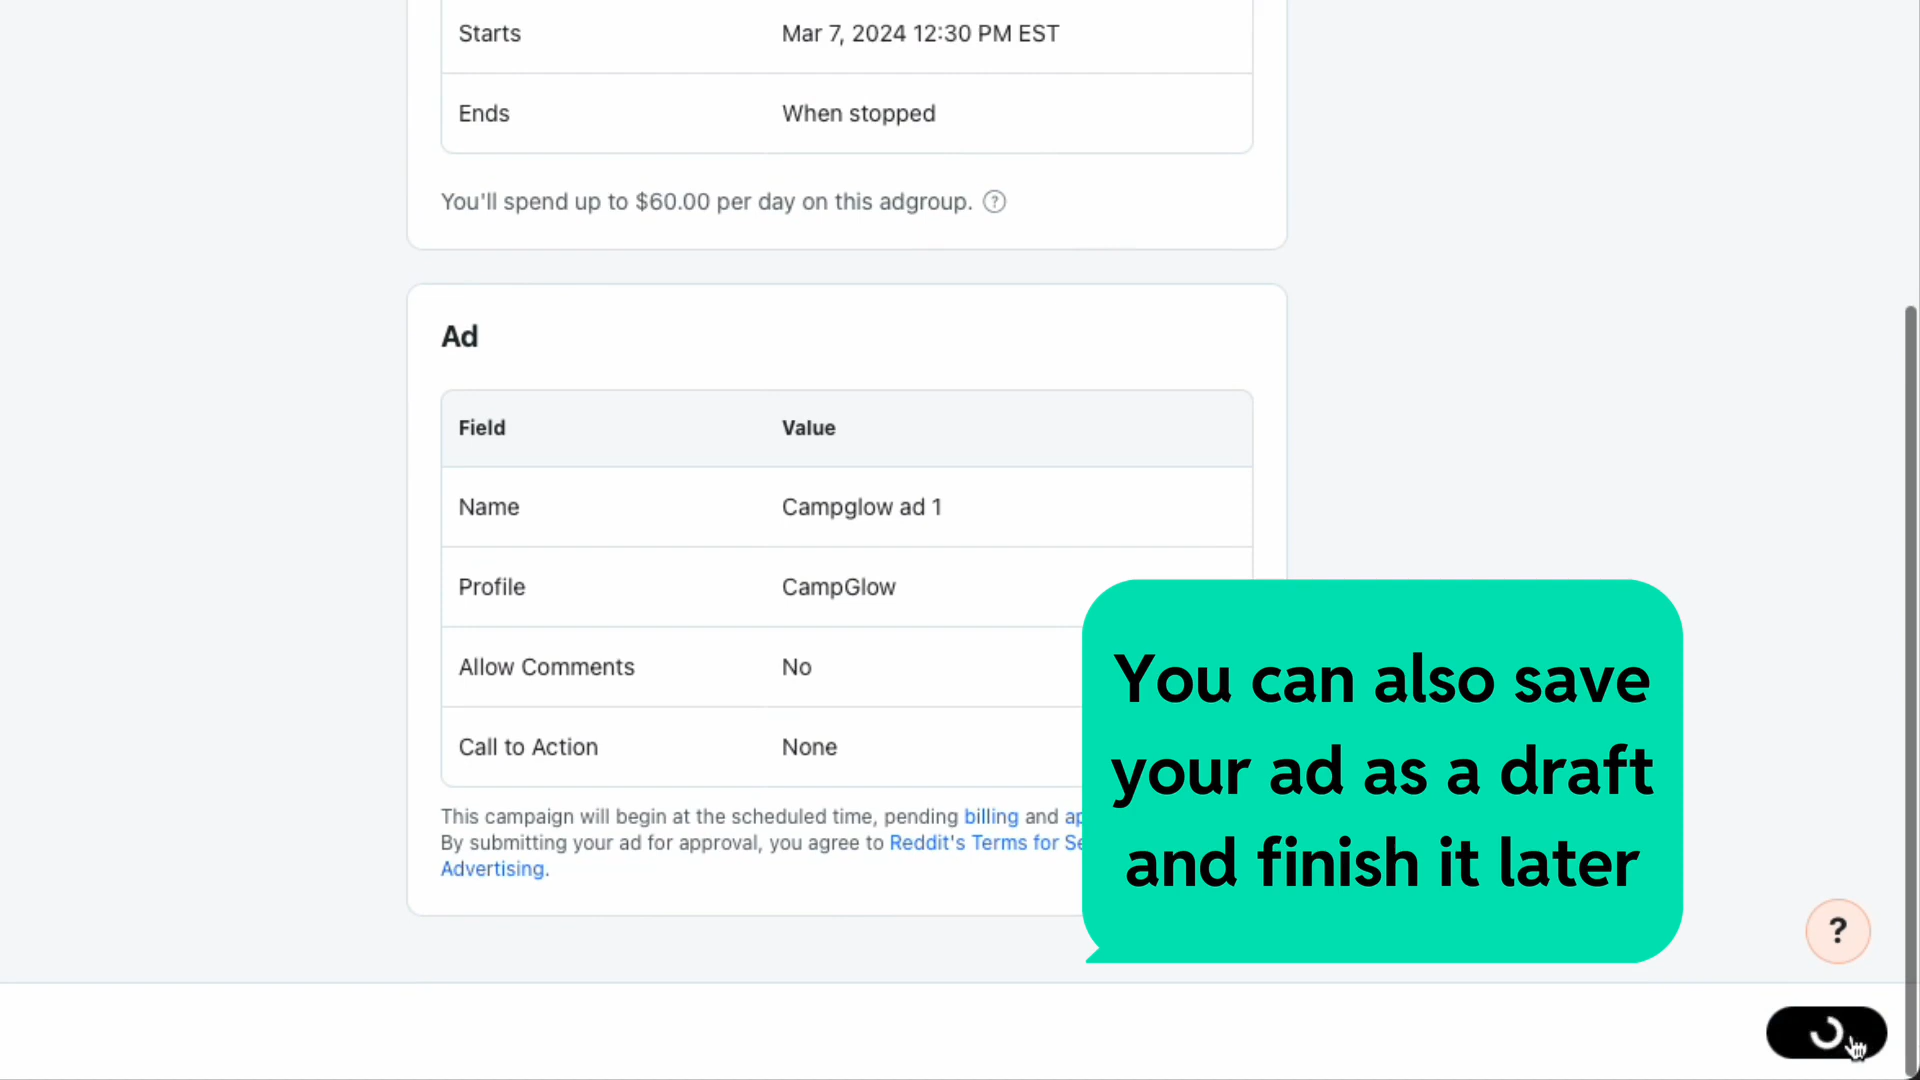 Starts Mar 7, 2024 12:30 PM EST
Ends When stopped
You'll spend up to $60.00 per day on this adgroup. ?
Ad
Field Value
Name Campglow ad 1
Profile CampGlow
Allow Comments No
Call to Action None
This campaign will begin at the scheduled time, pending billing and
By submitting your ad for approval, you agree to Reddit's Terms for
Advertising.
You can also save
your ad as a draft
and finish it later
?